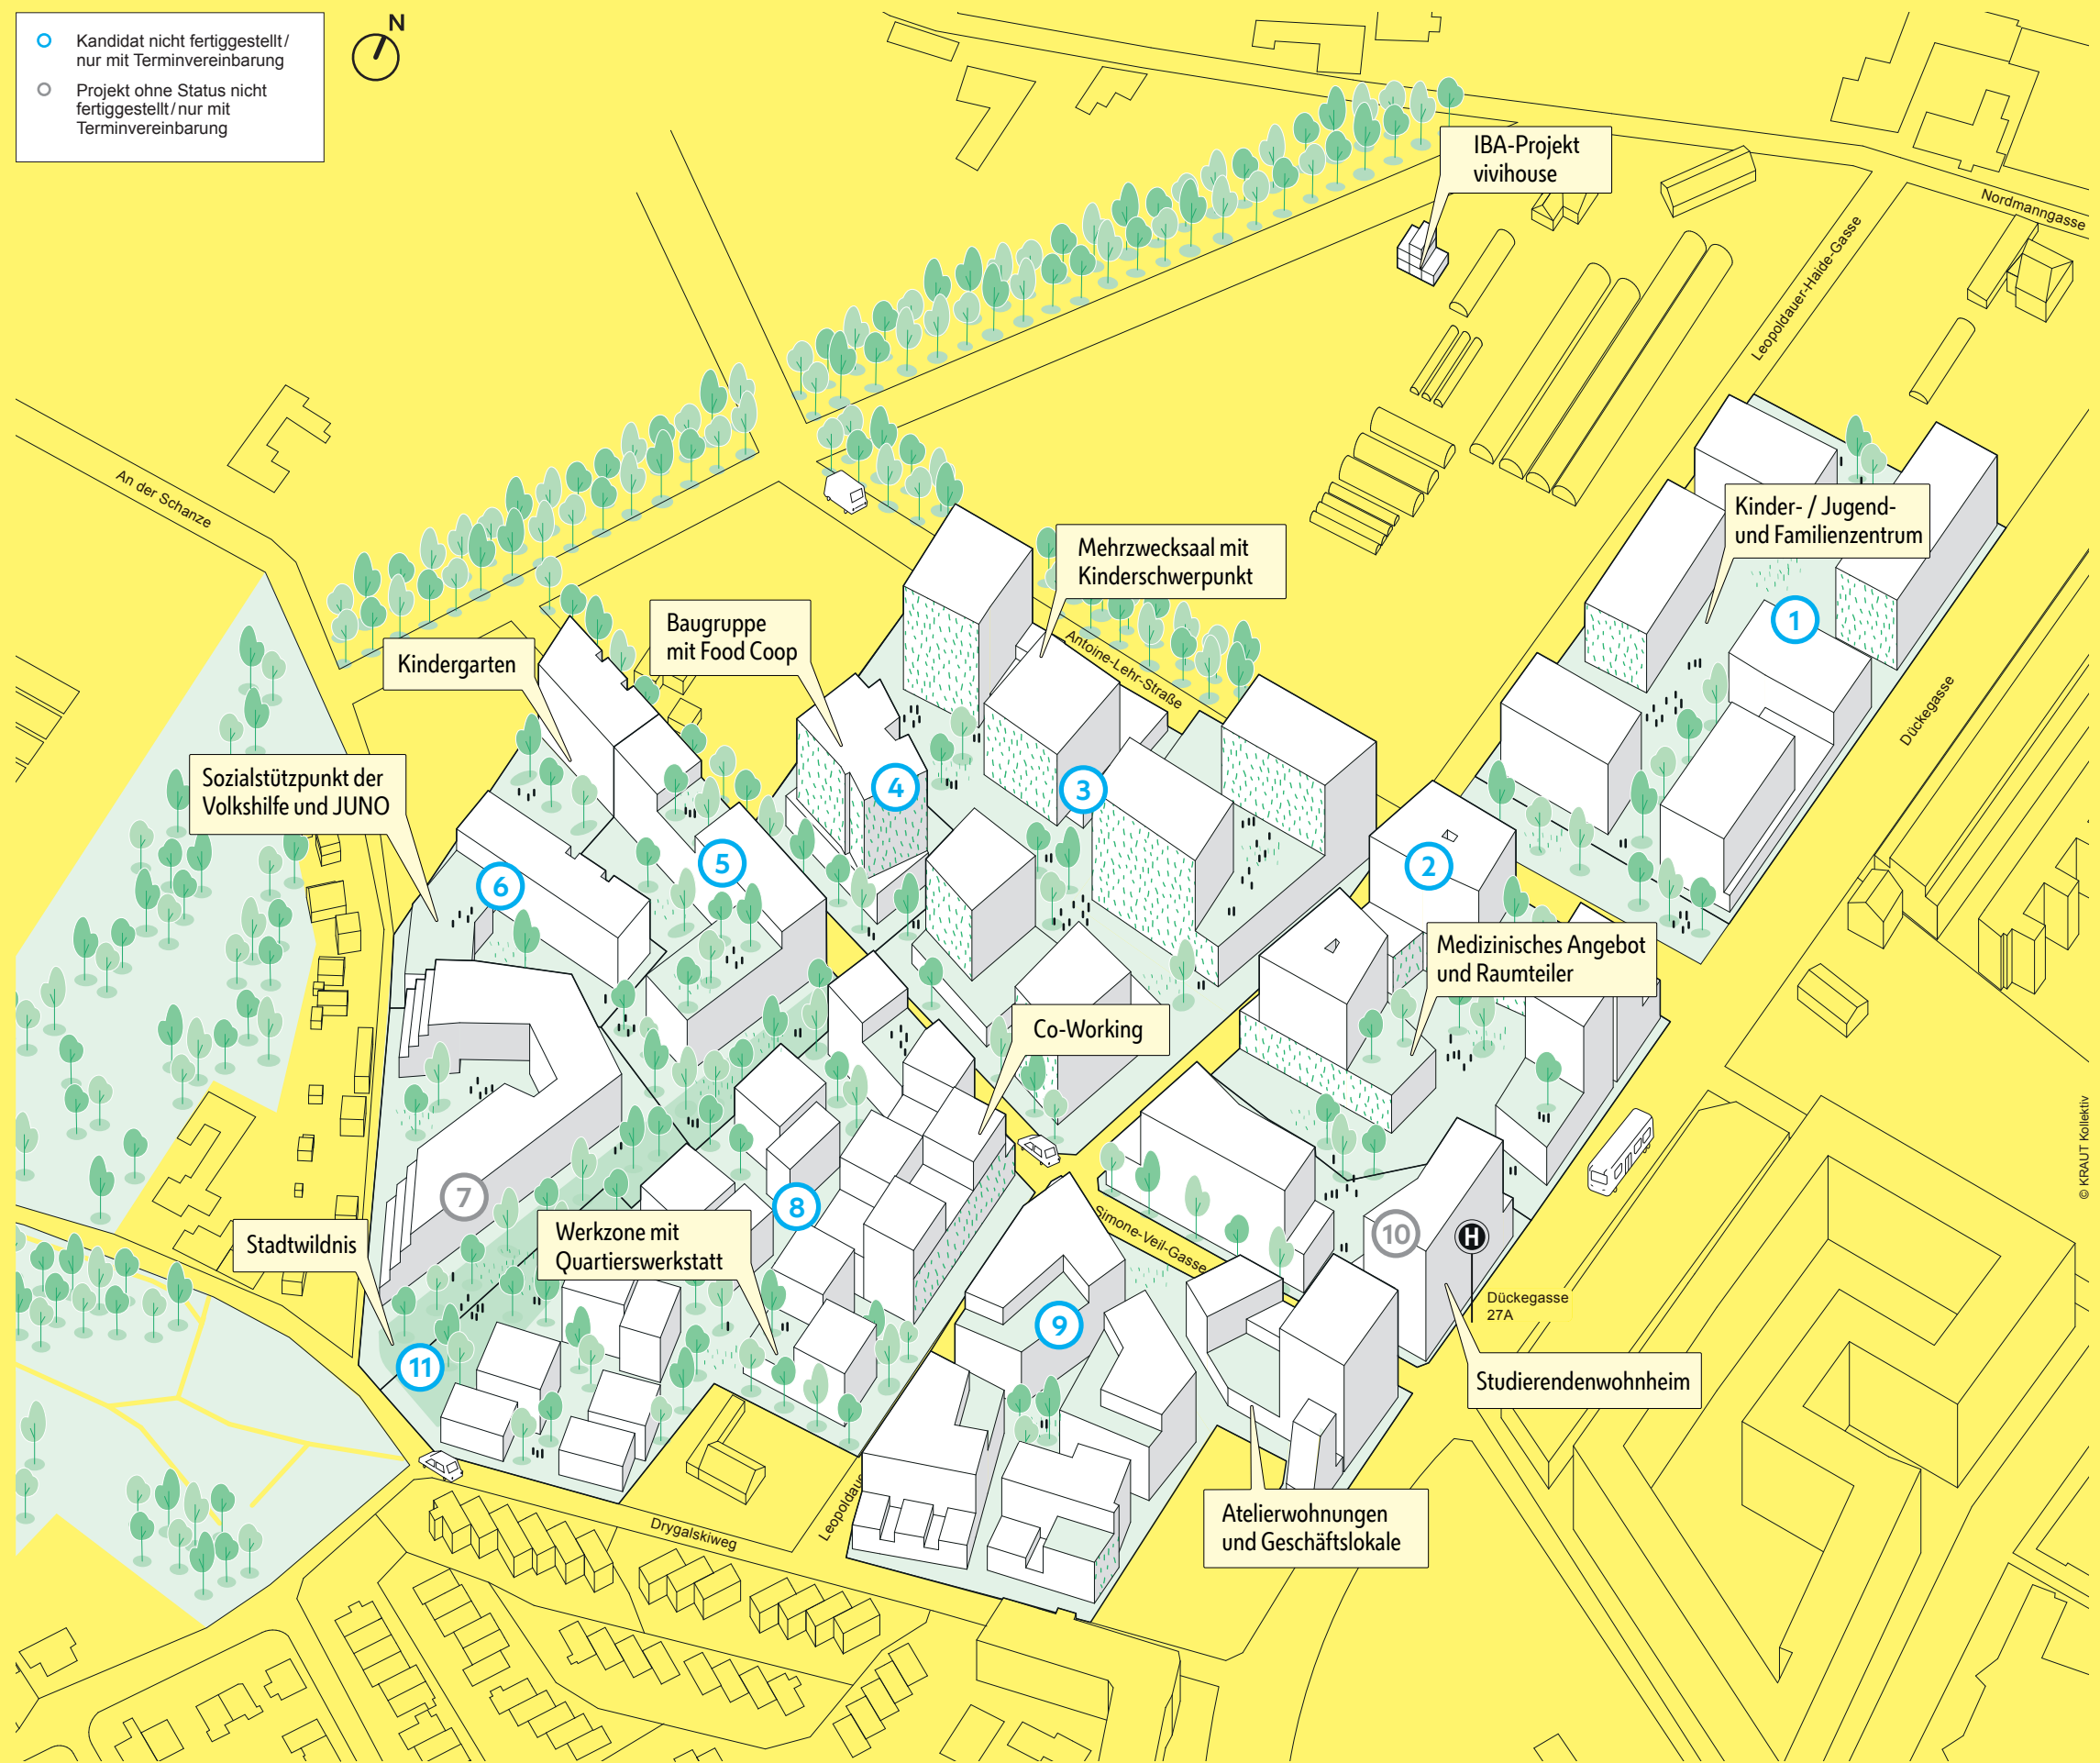 Kandidat nicht fertiggestellt/
nur mit Terminvereinbarung
Projekt ohne Status nicht
fertiggestellt/nur mit
Terminvereinbarung
N
IBA-Projekt
vivihouse
Nordmanngasse
Leopoldauer-Haide-Gasse
An der Schanze
Kinder- / Jugend-
und Familienzentrum
Mehrzwecksaal mit
Kinderschwerpunkt
Baugruppe
mit Food Coop
Kindergarten
Antoine-Lehr-Straße
1
Dückegasse
Sozialstützpunkt der
Volkshilfe und JUNO
4
3
5
2
6
Medizinisches Angebot
und Raumteiler
Co-Working
© KRAUT Kollektiv
7
8
Stadtwildnis
Werkzone mit
Quartierswerkstatt
Simone-Veil-Gasse
10
H
Dückegasse
27A
9
11
Studierendenwohnheim
Atelierwohnungen
und Geschäftslokale
Drygalskiweg
Leopoldaue